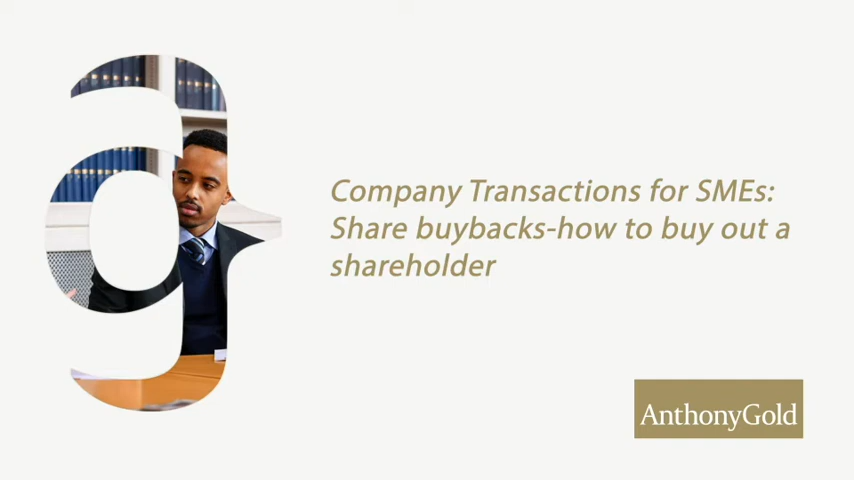 Company Transactions for SMEs:
Share buybacks-how to buy out a
shareholder
AnthonyGold